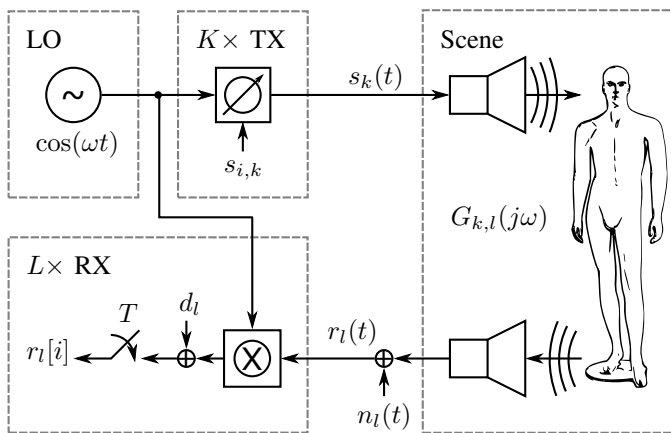 LO
K× TX
Scene
~
cos(ωt)
s_{i,k}
s_k(t)
G_{k,l}(jω)
L× RX
T
d_l
r_l(t)
r_l[i]
X
n_l(t)